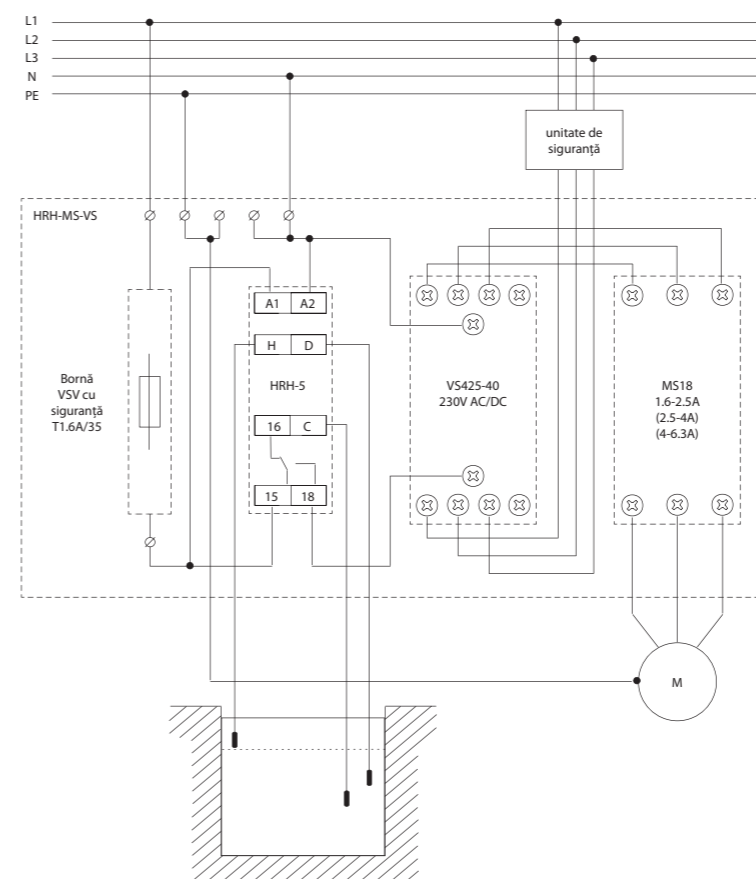 L1
L2
L3
N
PE
unitate de
siguranță
HRH-MS-VS
A1 A2
H D
HRH-5
16 C
15 18
Bornă
VSV cu
siguranță
T1.6A/35
VS425-40
230V AC/DC
MS18
1.6-2.5A
(2.5-4A)
(4-6.3A)
M